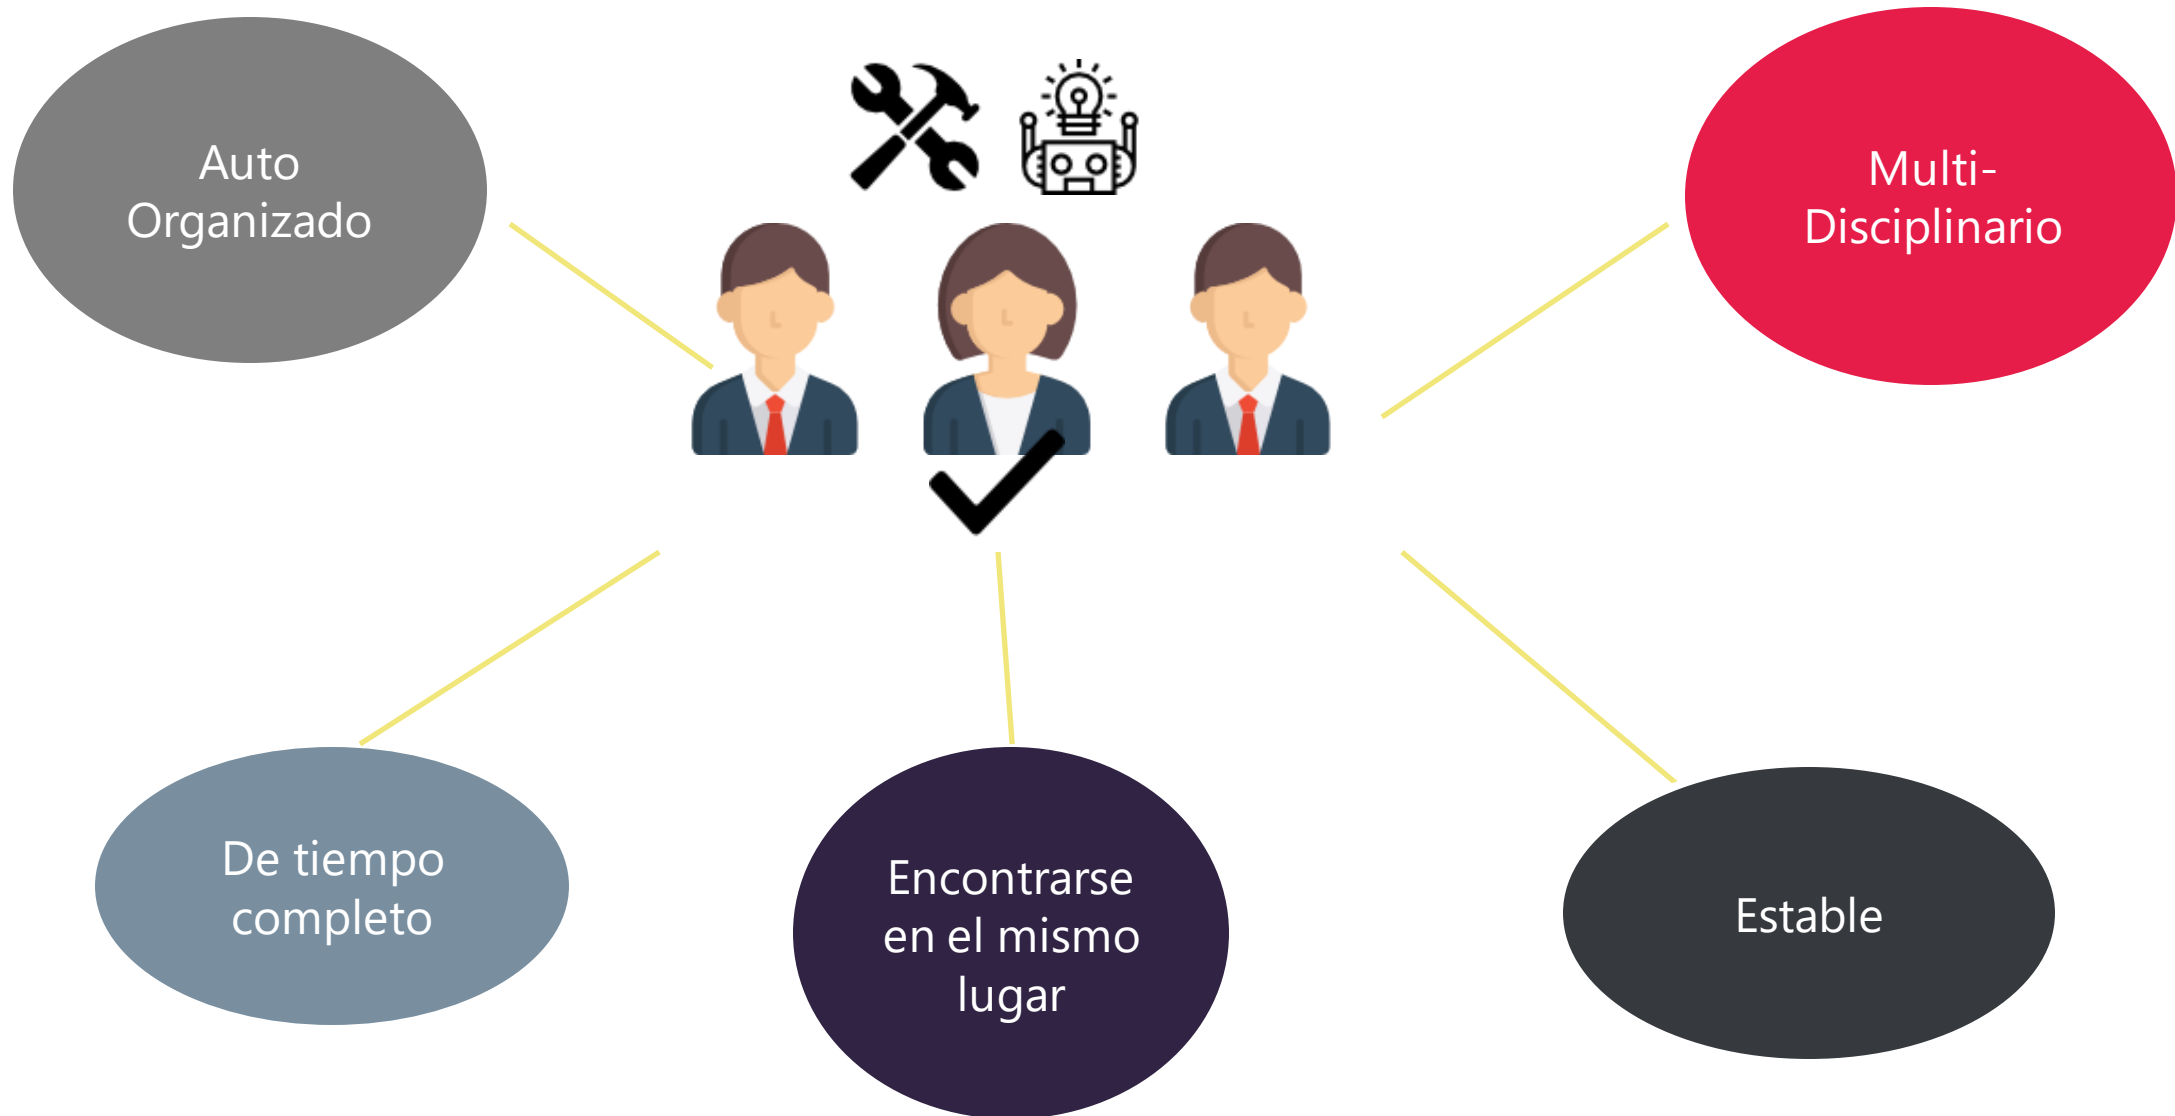 Auto
Organizado
Multi-
Disciplinario
De tiempo
completo
Encontrarse
en el mismo
lugar
Estable